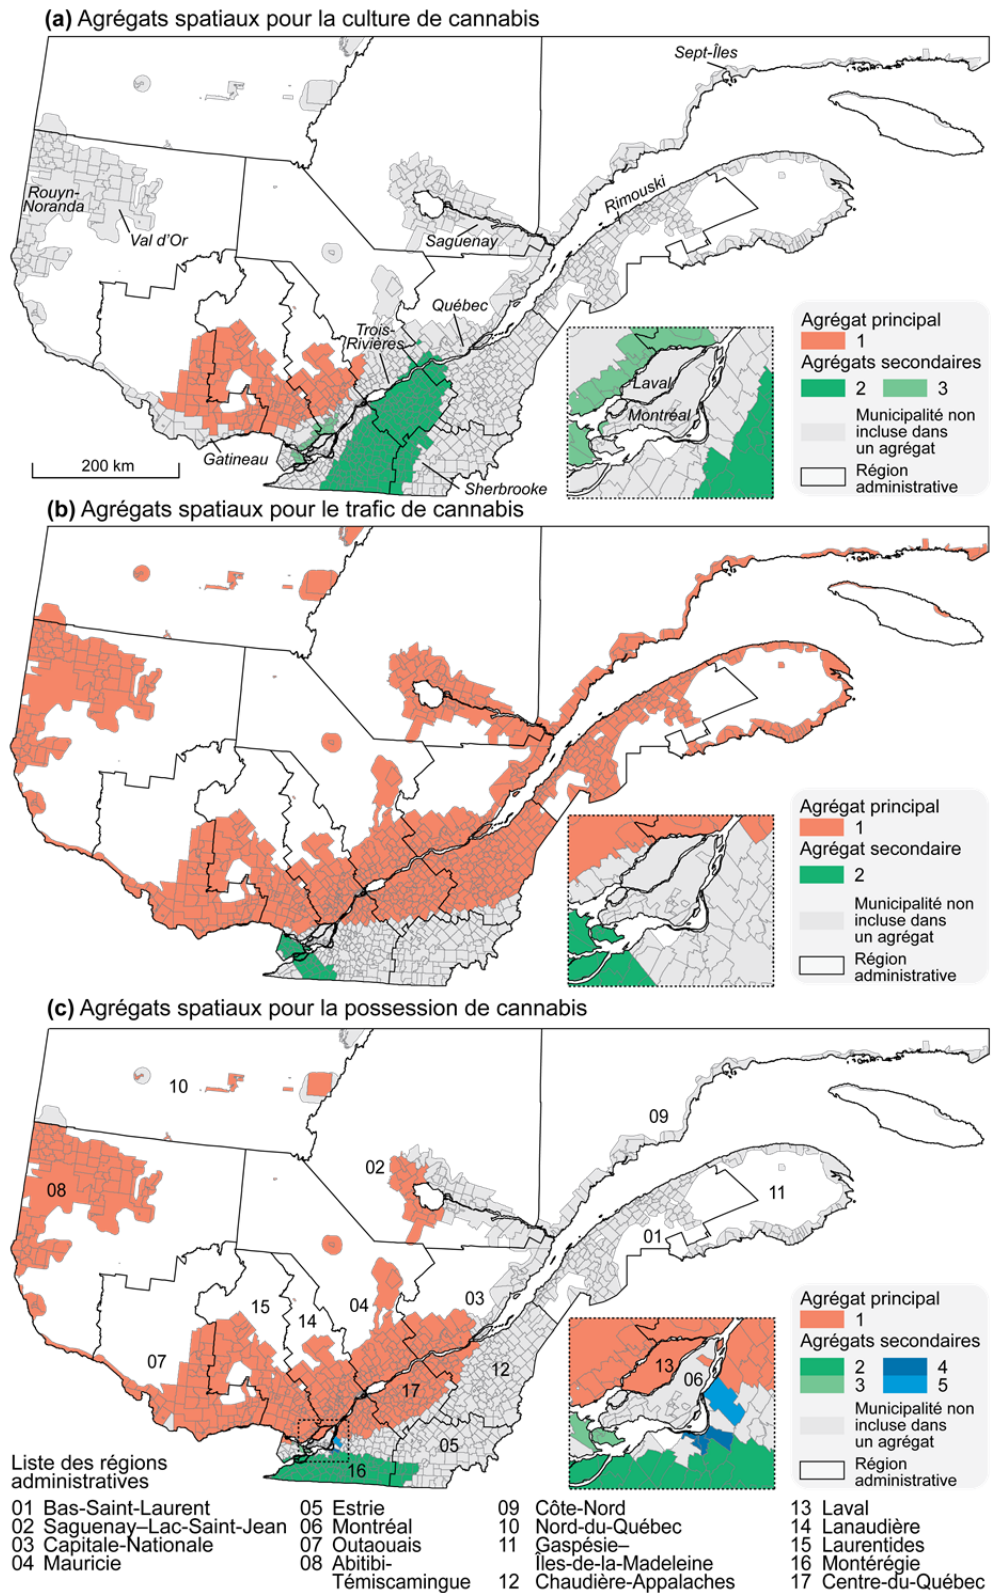 (a) Agrégats spatiaux pour la culture de cannabis
Sept-Îles
Rouyn-
Noranda
Val d'Or
Rimouski
Saguenay
Québec
Trois-
Rivières
Gatineau
Sherbrooke
200 km
Laval
Montréal
Agrégat principal
1
Agrégats secondaires
2 3
Municipalité non
incluse dans
un agrégat
Région
administrative
(b) Agrégats spatiaux pour le trafic de cannabis
Agrégat principal
1
Agrégat secondaire
2
Municipalité non
incluse dans
un agrégat
Région
administrative
(c) Agrégats spatiaux pour la possession de cannabis
10
09
02
08
11
01
15
04
03
14
07
12
17
05
16
13
06
Agrégat principal
1
Agrégats secondaires
2 4
3 5
Municipalité non
incluse dans
un agrégat
Région
administrative
Liste des régions
administratives
01 Bas-Saint-Laurent
02 Saguenay–Lac-Saint-Jean
03 Capitale-Nationale
04 Mauricie
05 Estrie
06 Montréal
07 Outaouais
08 Abitibi-
Témiscamingue
09 Côte-Nord
10 Nord-du-Québec
11 Gaspésie–
Îles-de-la-Madeleine
12 Chaudière-Appalaches
13 Laval
14 Lanaudière
15 Laurentides
16 Montérégie
17 Centre-du-Québec